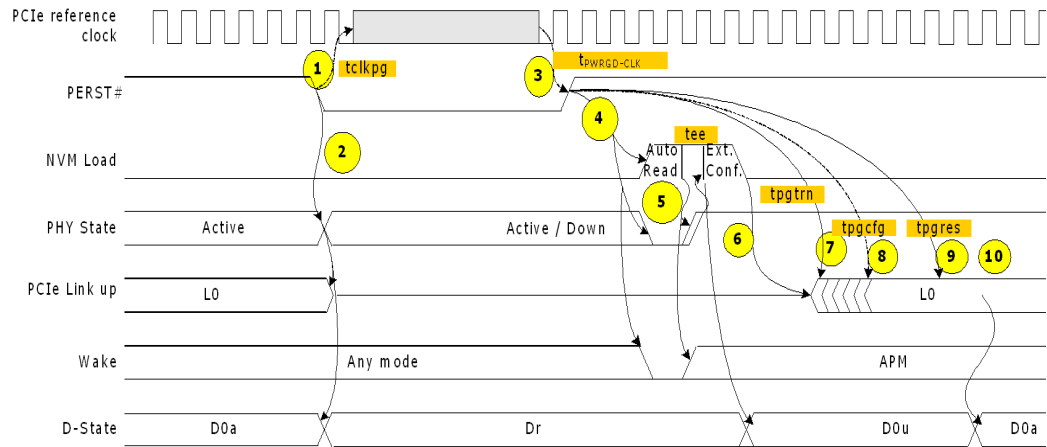 PCIe reference
clock
1
tclkpg
3
tPWRGD-CLK
PERST#
4
2
tee
NVM Load
Auto
Read
Ext.
Conf.
5
tpgtrn
PHY State
Active
Active / Down
6
7
tpgcfg
8
tpgres
9
10
PCIe Link up
L0
L0
Wake
Any mode
APM
D-State
D0a
Dr
D0u
D0a